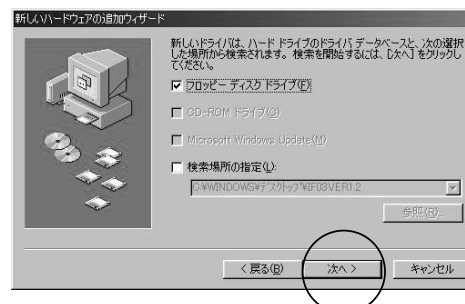 新しいハードウェアの追加ウィザード
新しいドライバは、ハード ドライブのドライバ データベースと、次の選択
した場所から検索されます。検索を開始するには、[次へ] をクリックし
てください。
フロッピー ディスク ドライブ(F)
CD-ROM ドライブ(C)
Microsoft Windows Update(M)
検索場所の指定(L):
C:¥WINDOWS¥デスクトップ¥IF03VER1.2
参照(R)...
< 戻る(B)
次へ >
キャンセル